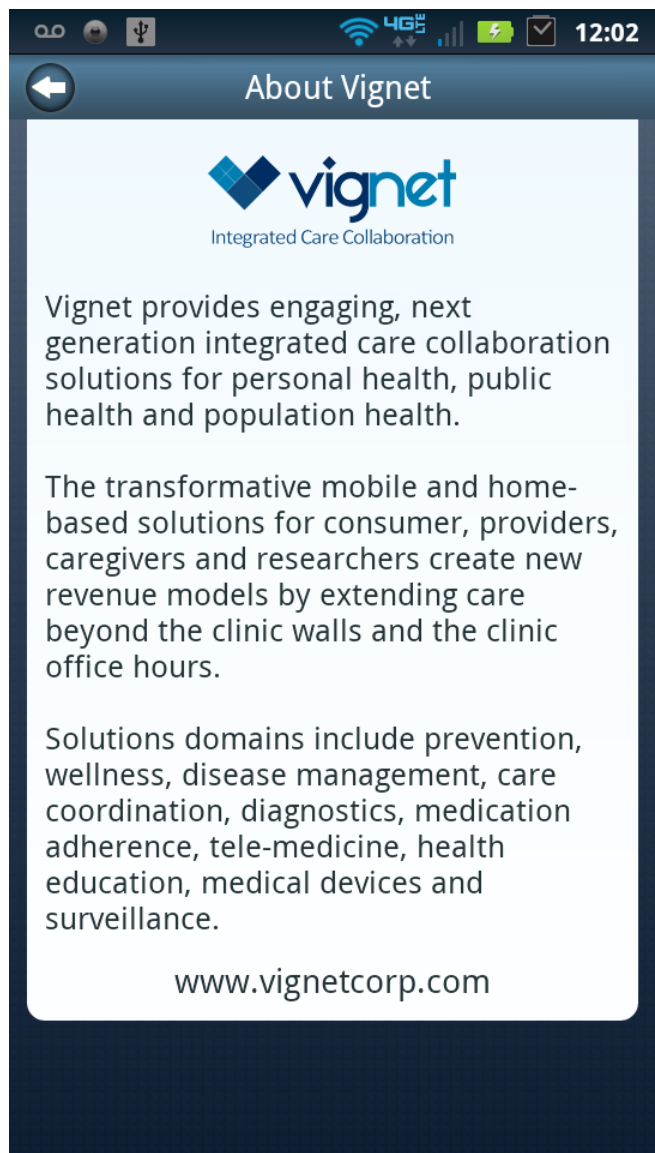 4G LTE 12:02
About Vignet
vignet
Integrated Care Collaboration
Vignet provides engaging, next
generation integrated care collaboration
solutions for personal health, public
health and population health.
The transformative mobile and home-
based solutions for consumer, providers,
caregivers and researchers create new
revenue models by extending care
beyond the clinic walls and the clinic
office hours.
Solutions domains include prevention,
wellness, disease management, care
coordination, diagnostics, medication
adherence, tele-medicine, health
education, medical devices and
surveillance.
www.vignetcorp.com